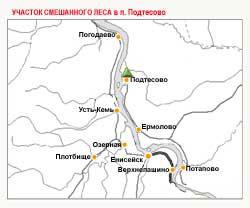 УЧАСТОК СМЕШАННОГО ЛЕСА в п. Подтесово
Погодаево
Подтесово
Усть-Кемь
Ермолово
Озерная
Плотбище
Енисейск
Верхнепашино
Потапово